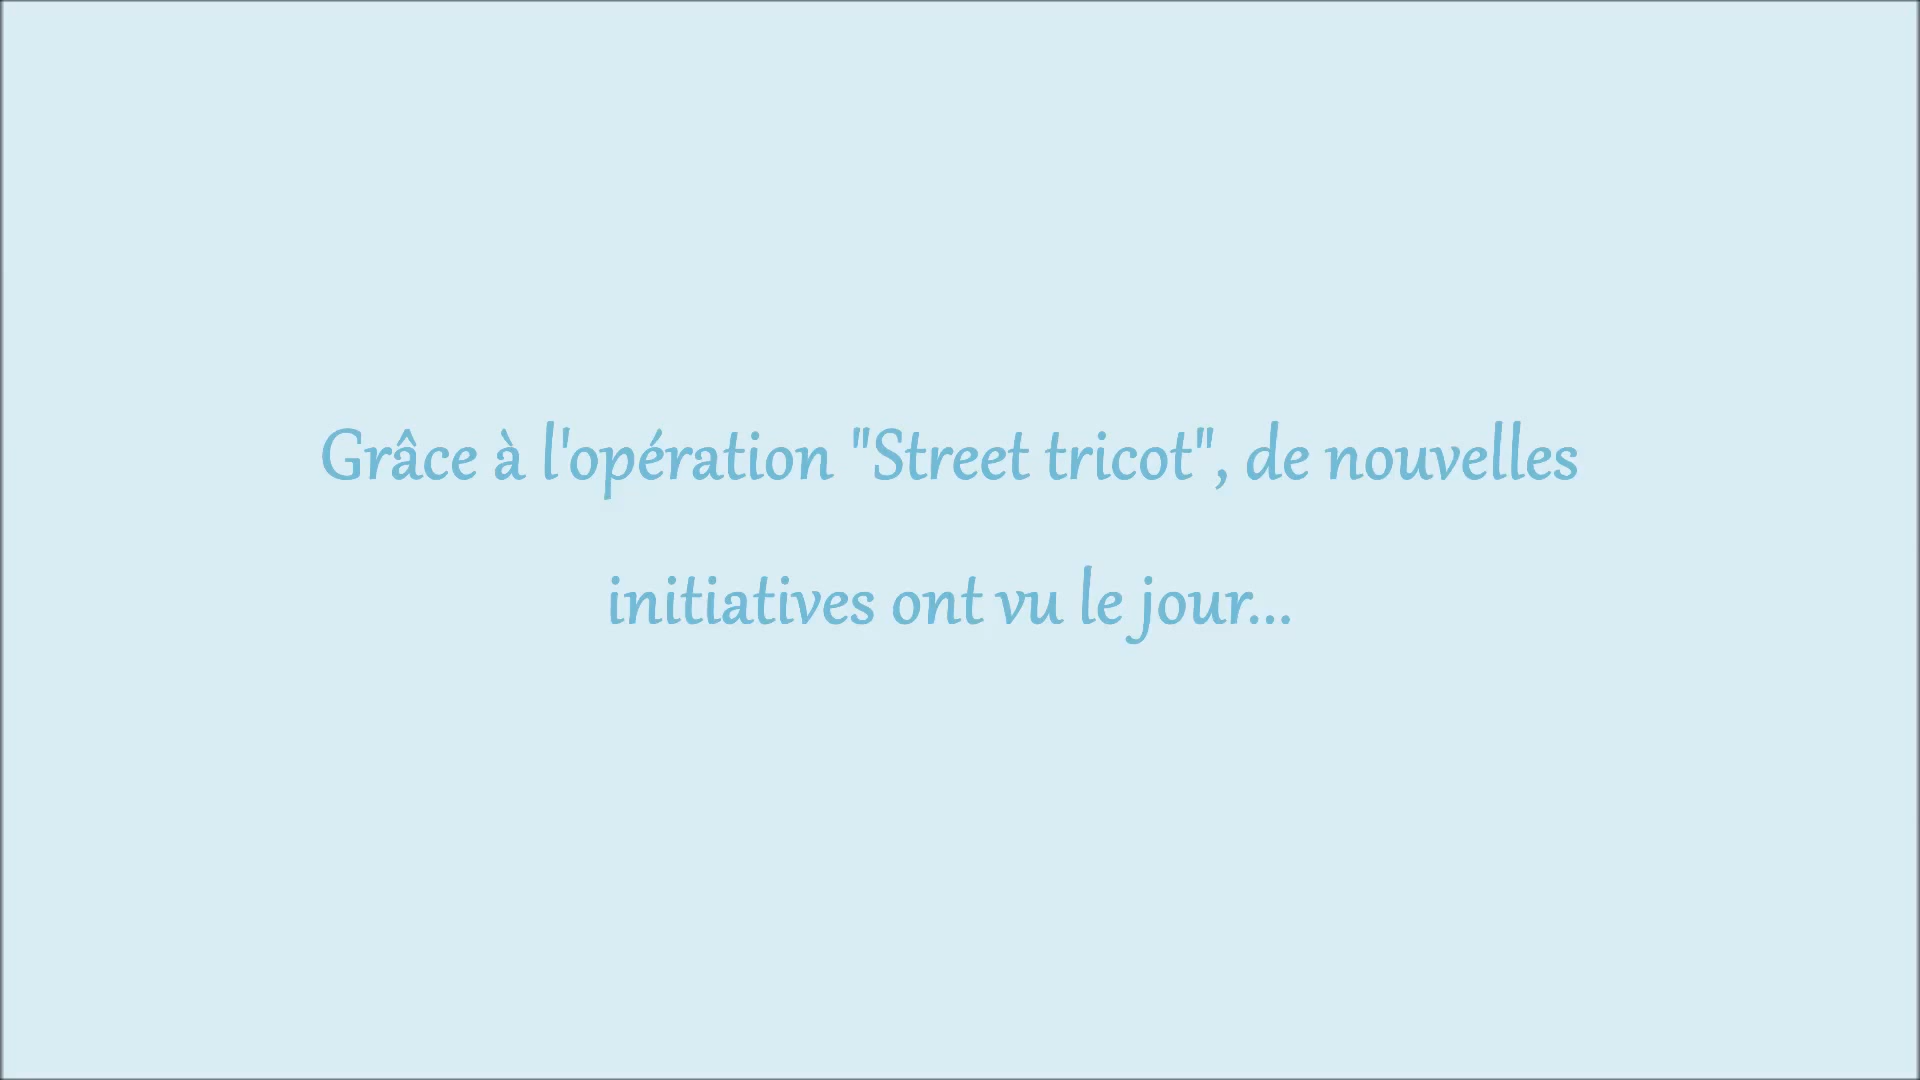 Grâce à l'opération "Street tricot", de nouvelles
initiatives ont vu le jour...